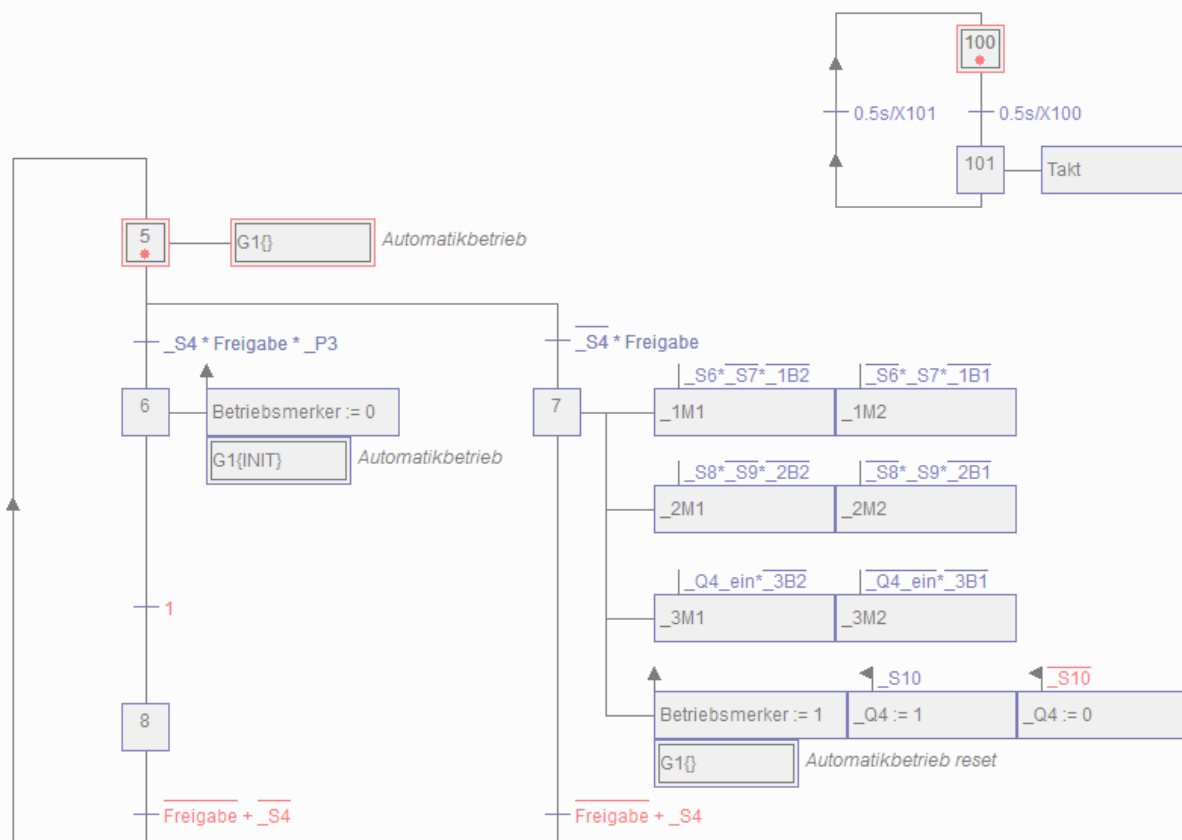 100
0.5s/X101
0.5s/X100
101
Takt
5
G1{}
Automatikbetrieb
_S4 * Freigabe * _P3
_S4 * Freigabe
_S6*_S7*_1B2
_S6*_S7*_1B1
6
Betriebsmerker := 0
7
_1M1
_1M2
G1{INIT}
Automatikbetrieb
_S8*_S9*_2B2
_S8*_S9*_2B1
_2M1
_2M2
_Q4_ein*_3B2
_Q4_ein*_3B1
1
_3M1
_3M2
_S10
_S10
8
Betriebsmerker := 1
_Q4 := 1
_Q4 := 0
G1{}
Automatikbetrieb reset
Freigabe + _S4
Freigabe + _S4